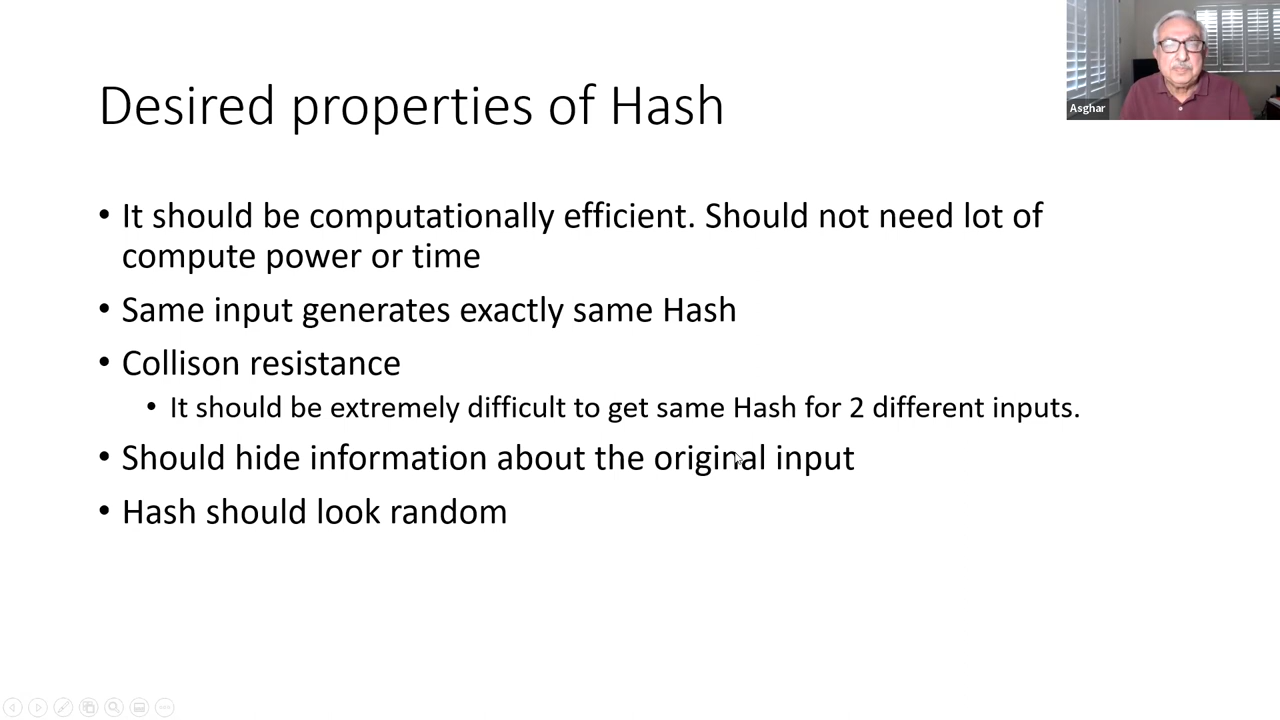 Asghar
Desired properties of Hash
• It should be computationally efficient. Should not need lot of
compute power or time
• Same input generates exactly same Hash
• Collison resistance
• It should be extremely difficult to get same Hash for 2 different inputs.
• Should hide information about the original input
• Hash should look random